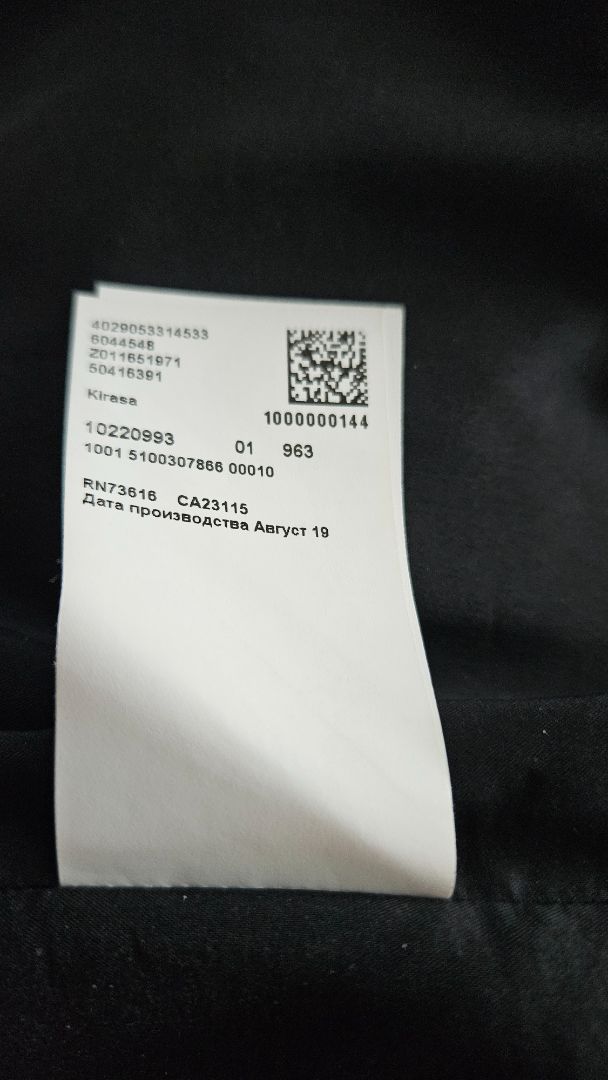 4029053314533
6044548
Z011651971
50416391
1000000144
Kirasa
10220993 01 963
1001 5100307866 00010
RN73616 CA23115
Дата производства Август 19